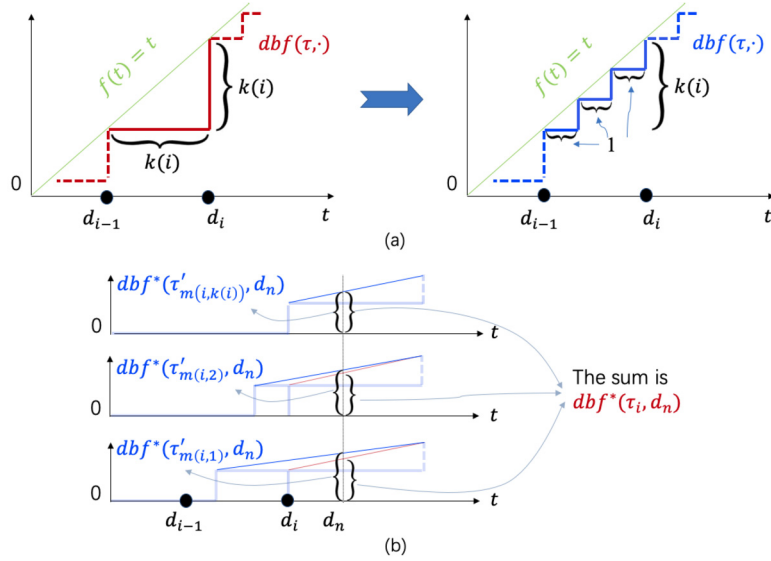 f(t) = t
dbf(τ,·)
k(i)
k(i)
0
d_{i−1}
d_i
t
f(t) = t
dbf(τ,·)
k(i)
1
0
d_{i−1}
d_i
t
(a)
dbf*(τ′_{m(i,k(i))}, d_n)
0
t
dbf*(τ′_{m(i,2)}, d_n)
0
t
The sum is
dbf*(τ_i, d_n)
dbf*(τ′_{m(i,1)}, d_n)
0
t
d_{i−1}
d_i
d_n
(b)